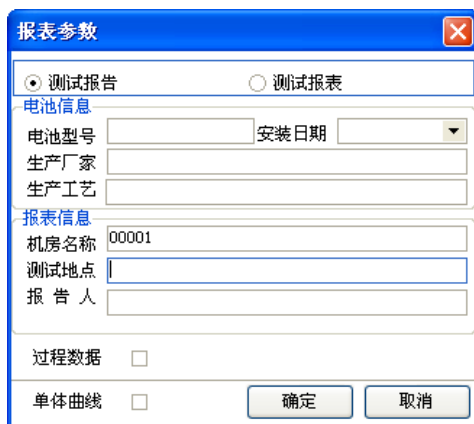 报表参数
测试报告 测试报表
电池信息
电池型号 安装日期
生产厂家
生产工艺
报表信息
机房名称 00001
测试地点
报 告 人
过程数据
单体曲线 确定 取消